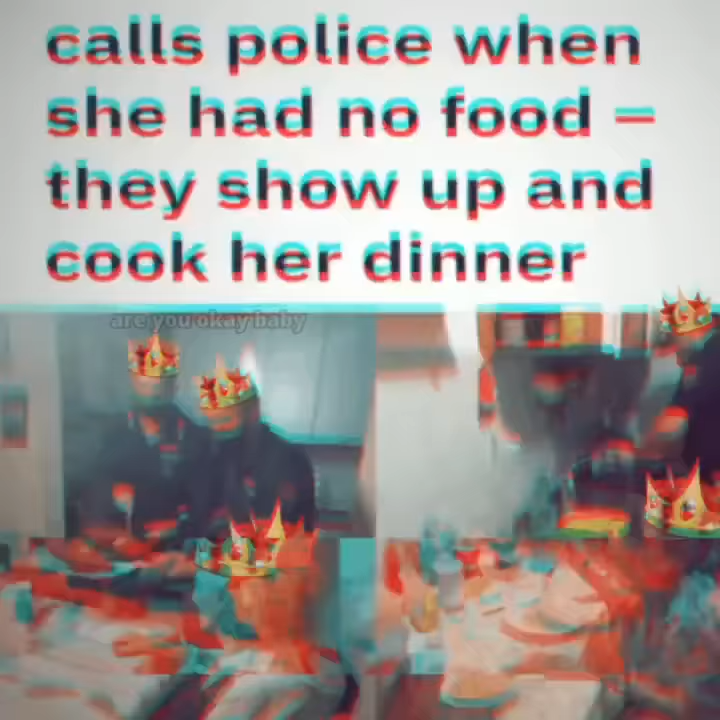 calls police when
she had no food –
they show up and
cook her dinner
are you okay baby